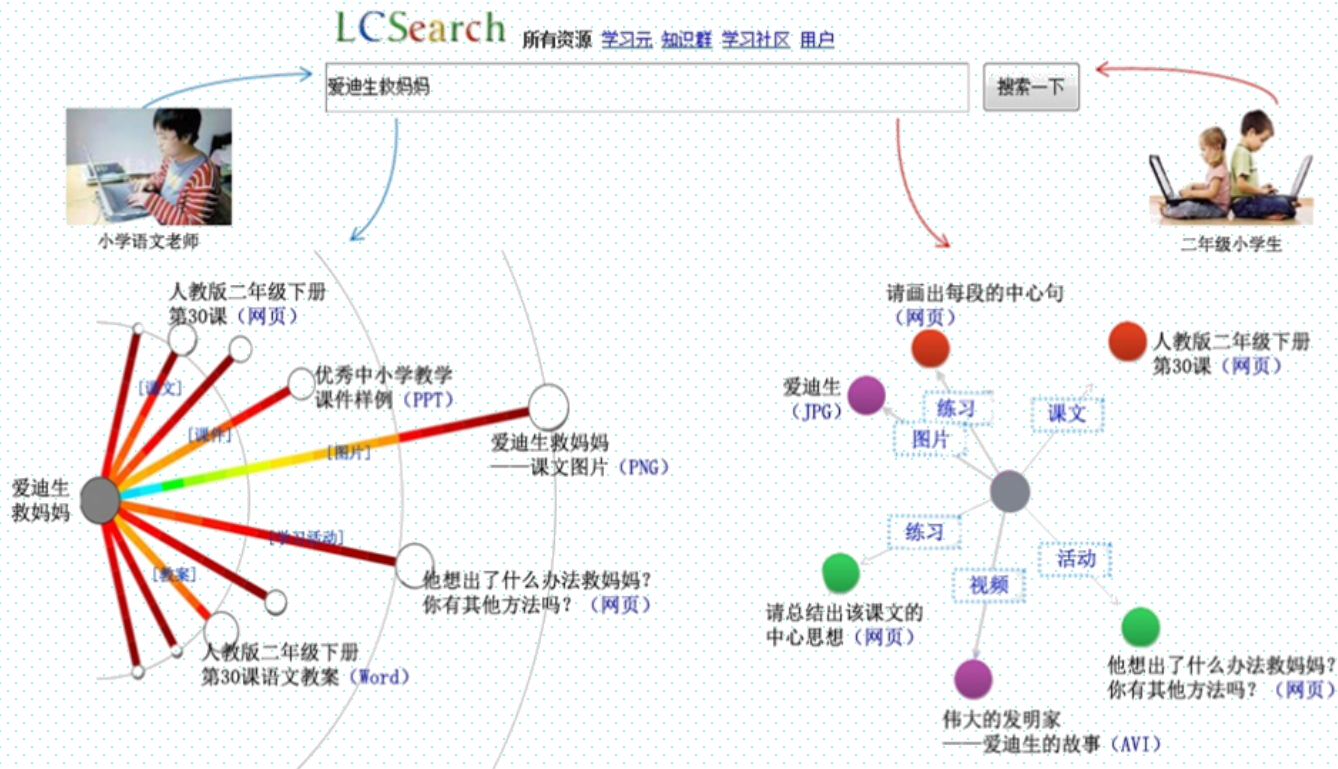 LCSearch 所有资源 学习元 知识群 学习社区 用户
爱迪生救妈妈
搜索一下
小学语文老师
二年级小学生
人教版二年级下册
第30课（网页）
[课文]
优秀中小学教学
课件样例（PPT）
[课件]
[图片]
爱迪生救妈妈
——课文图片（PNG）
爱迪生
救妈妈
[学习活动]
他想出了什么办法救妈妈？
你有其他方法吗？（网页）
[教案]
人教版二年级下册
第30课语文教案（Word）
请画出每段的中心句
（网页）
人教版二年级下册
第30课（网页）
爱迪生
（JPG）
练习
课文
图片
练习
活动
视频
请总结出该课文的
中心思想（网页）
他想出了什么办法救妈妈？
你有其他方法吗？（网页）
伟大的发明家
——爱迪生的故事（AVI）